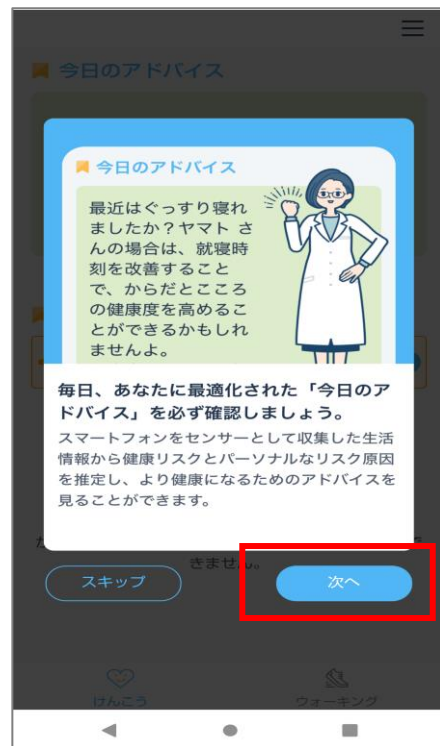 今日のアドバイス
今日のアドバイス
最近はぐっすり寝れ
ましたか？ヤマト さ
んの場合は、就寝時
刻を改善すること
で、からだとこころ
の健康度を高めるこ
とができるかもしれ
ませんよ。
毎日、あなたに最適化された「今日のア
ドバイス」を必ず確認しましょう。
スマートフォンをセンサーとして収集した生活
情報から健康リスクとパーソナルなリスク原因
を推定し、より健康になるためのアドバイスを
見ることができます。
きません。
スキップ
次へ
けんこう
ウォーキング